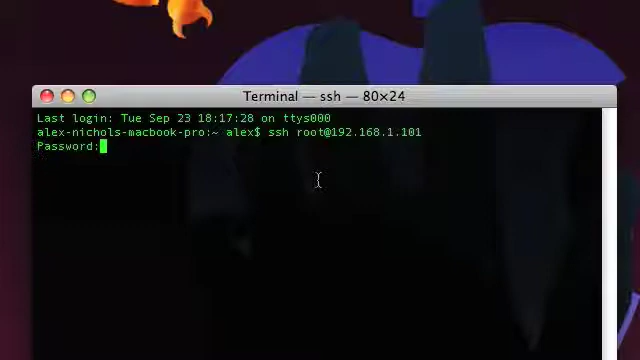 Terminal — ssh — 80×24
Last login: Tue Sep 23 18:17:28 on ttys000
alex-nichols-macbook-pro:~ alex$ ssh root@192.168.1.101
Password: